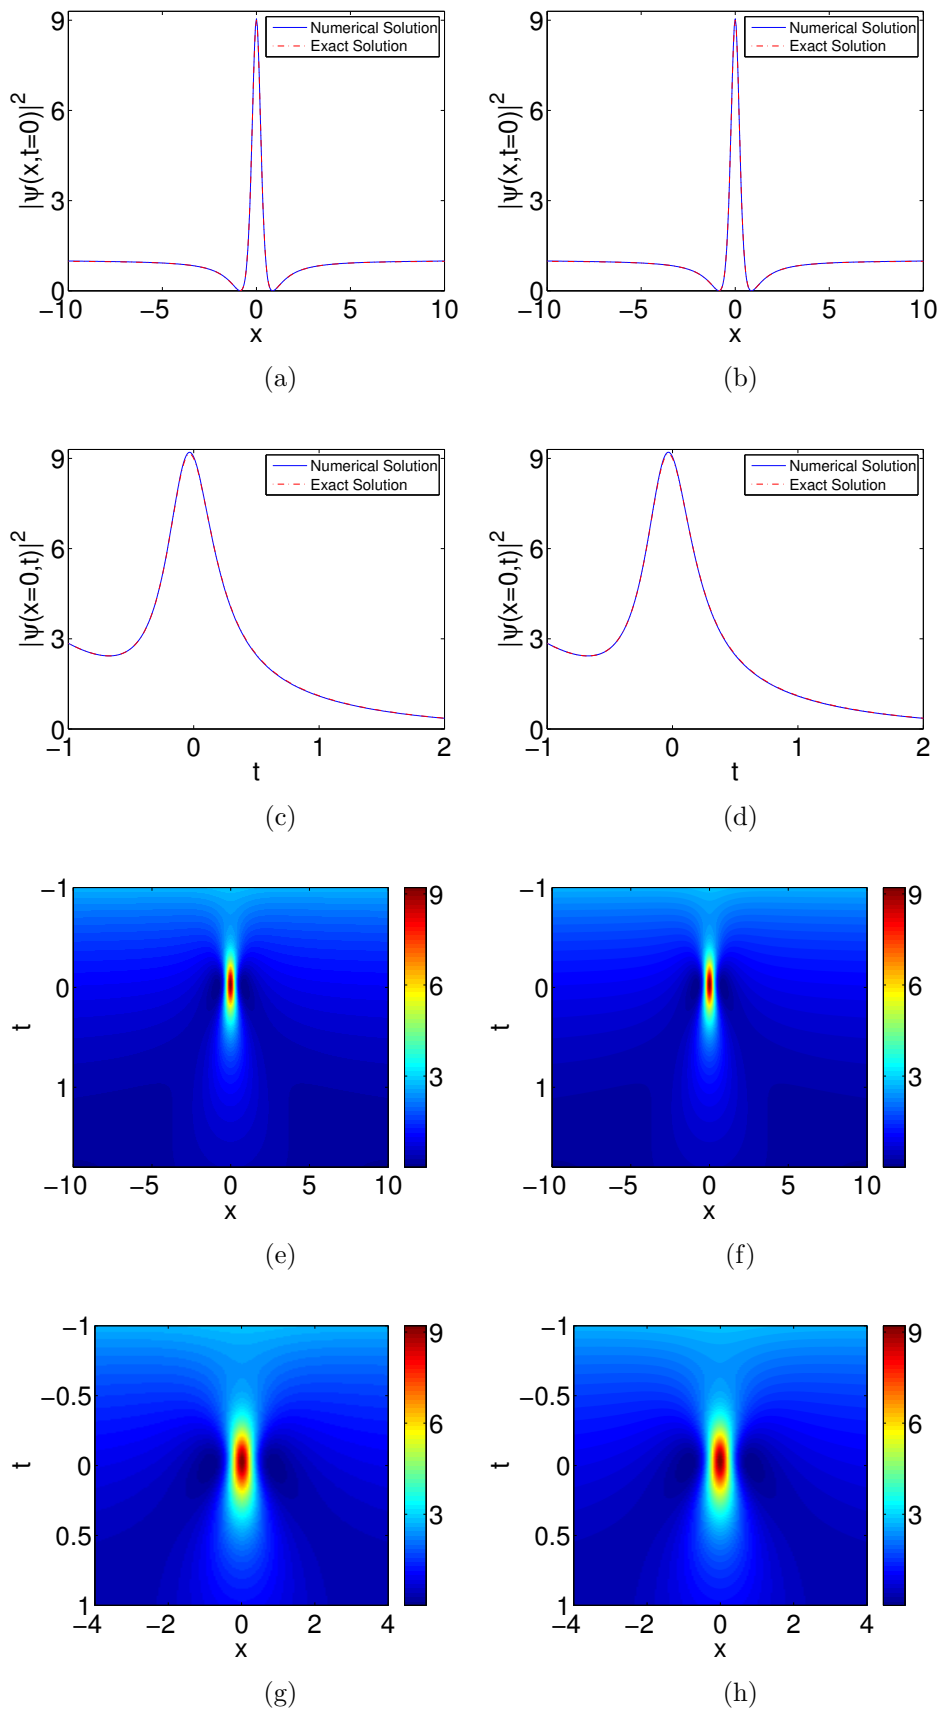 9
6
3
0
|ψ(x,t=0)|²
Numerical Solution
Exact Solution
−10 −5 0 5 10
x
(a)
9
6
3
0
|ψ(x,t=0)|²
Numerical Solution
Exact Solution
−10 −5 0 5 10
x
(b)
9
6
3
0
|ψ(x=0,t)|²
Numerical Solution
Exact Solution
−1 0 1 2
t
(c)
9
6
3
0
|ψ(x=0,t)|²
Numerical Solution
Exact Solution
−1 0 1 2
t
(d)
−1
0
1
t
−10 −5 0 5 10
x
9
6
3
(e)
−1
0
1
t
−10 −5 0 5 10
x
9
6
3
(f)
−1
−0.5
0
0.5
1
t
−4 −2 0 2 4
x
9
6
3
(g)
−1
−0.5
0
0.5
1
t
−4 −2 0 2 4
x
9
6
3
(h)